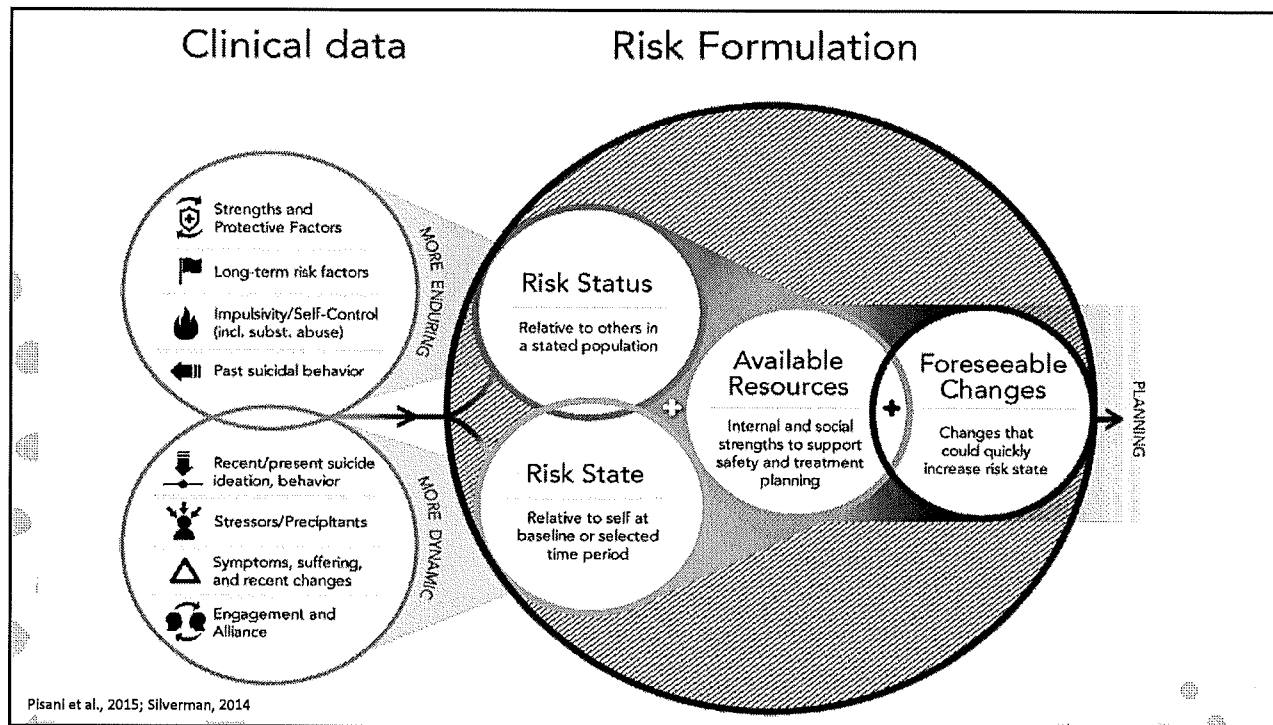 Clinical data
Risk Formulation
Strengths and
Protective Factors
Long-term risk factors
Impulsivity/Self-Control
(incl. subst. abuse)
Past suicidal behavior
MORE ENDURING
Recent/present suicide
ideation, behavior
Stressors/Precipitants
Symptoms, suffering,
and recent changes
Engagement and
Alliance
MORE DYNAMIC
Risk Status
Relative to others in
a stated population
Risk State
Relative to self at
baseline or selected
time period
+
Available
Resources
Internal and social
strengths to support
safety and treatment
planning
+
Foreseeable
Changes
Changes that
could quickly
increase risk state
PLANNING
Pisani et al., 2015; Silverman, 2014